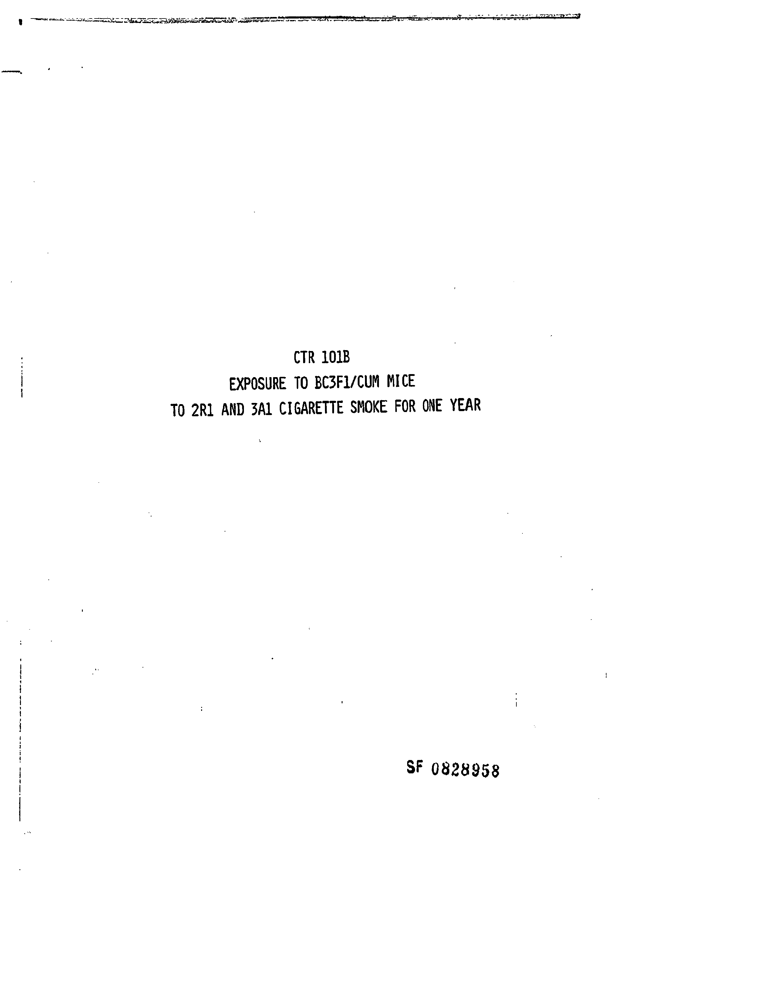 CTR 101B
EXPOSURE TO BC3F1/CUM MICE
TO 2R1 AND 3A1 CIGARETTE SMOKE FOR ONE YEAR
SF 0828958